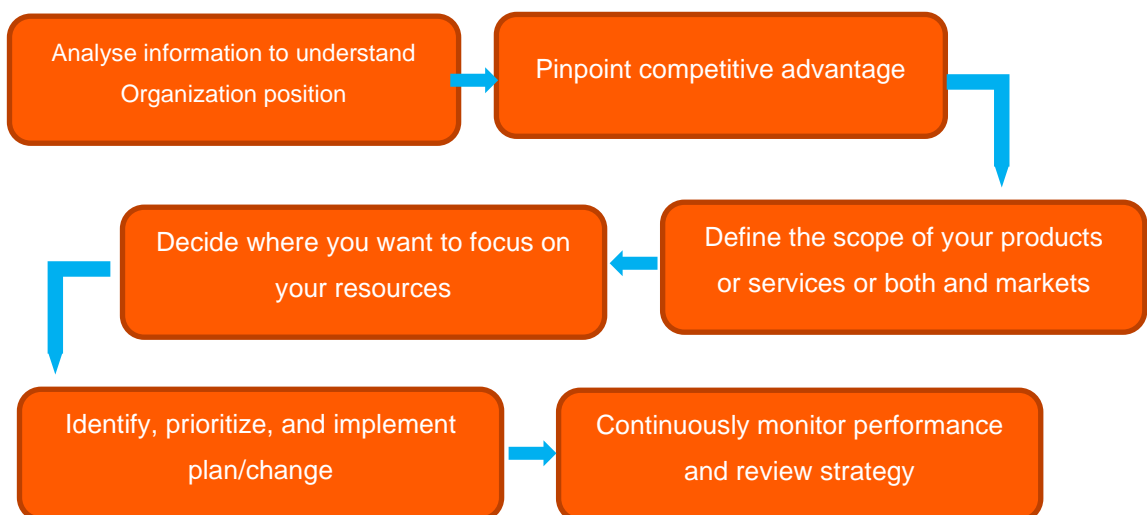 Analyse information to understand
Organization position
Pinpoint competitive advantage
Define the scope of your products
or services or both and markets
Decide where you want to focus on
your resources
Identify, prioritize, and implement
plan/change
Continuously monitor performance
and review strategy